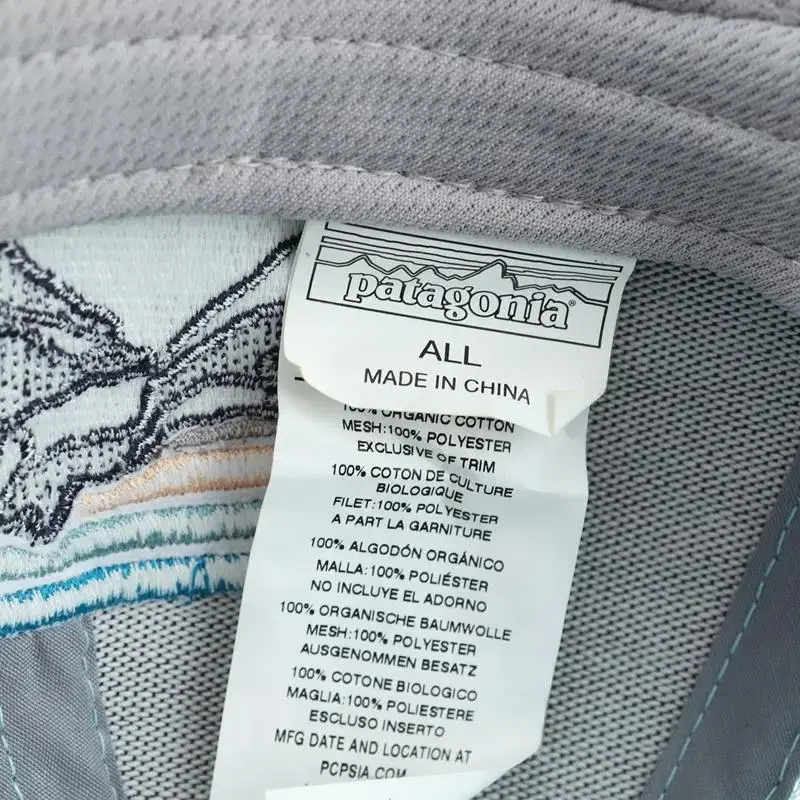 patagonia®
ALL
MADE IN CHINA
100% ORGANIC COTTON
MESH:100% POLYESTER
EXCLUSIVE OF TRIM
100% COTON DE CULTURE
BIOLOGIQUE
FILET:100% POLYESTER
A PART LA GARNITURE
100% ALGODÓN ORGÁNICO
MALLA:100% POLIÉSTER
NO INCLUYE EL ADORNO
100% ORGANISCHE BAUMWOLLE
MESH:100% POLYESTER
AUSGENOMMEN BESATZ
100% COTONE BIOLOGICO
MAGLIA:100% POLIESTERE
ESCLUSO INSERTO
MFG DATE AND LOCATION AT
PCPSIA.COM